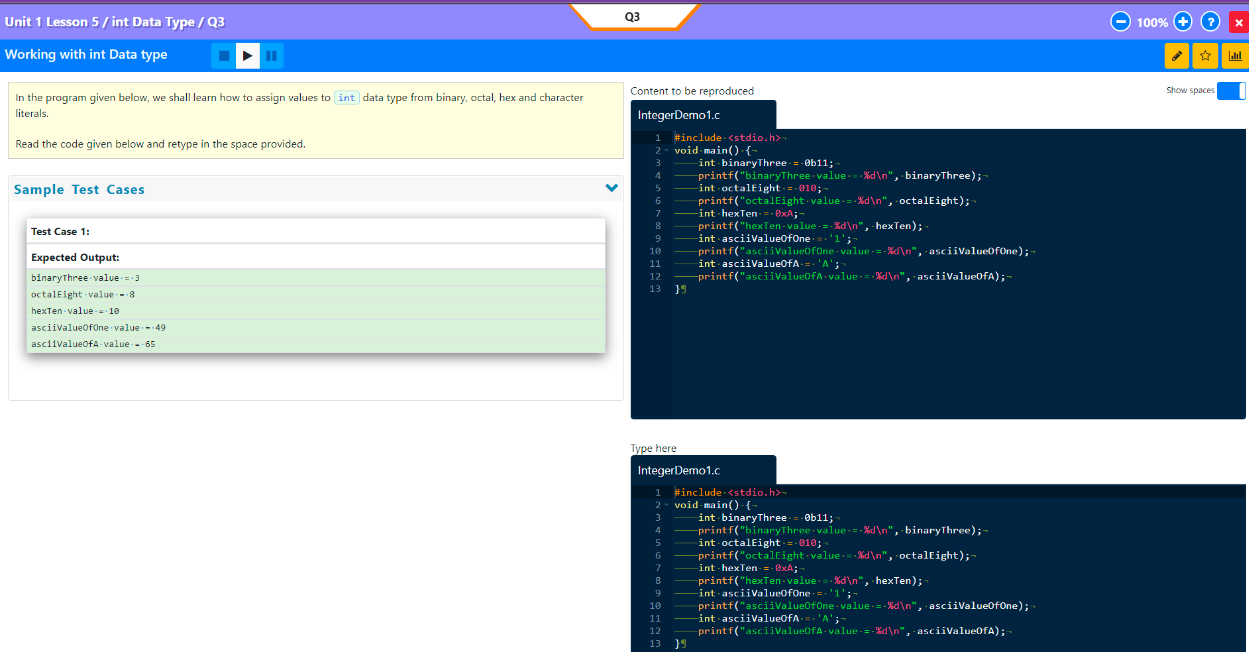 Q3
Unit 1 Lesson 5 / int Data Type / Q3
100%
?
×
Working with int Data type
In the program given below, we shall learn how to assign values to int data type from binary, octal, hex and character
literals.
Read the code given below and retype in the space provided.
Sample Test Cases
Test Case 1:
Expected Output:
binaryThree·value·=·3
octalEight·value·=·8
hexTen·value·=·10
asciiValueOfOne·value·=·49
asciiValueOfA·value·=·65
Content to be reproduced
Show spaces
IntegerDemo1.c
1 #include·<stdio.h>¬
2 void·main()·{¬
3 int·binaryThree·=·0b11;¬
4 printf("binaryThree·value·=·%d\n",·binaryThree);¬
5 int·octalEight·=·010;¬
6 printf("octalEight·value·=·%d\n",·octalEight);¬
7 int·hexTen·=·0xA;¬
8 printf("hexTen·value·=·%d\n",·hexTen);¬
9 int·asciiValueOfOne·=·'1';¬
10 printf("asciiValueOfOne·value·=·%d\n",·asciiValueOfOne);¬
11 int·asciiValueOfA·=·'A';¬
12 printf("asciiValueOfA·value·=·%d\n",·asciiValueOfA);¬
13 }¶
Type here
IntegerDemo1.c
1 #include·<stdio.h>¬
2 void·main()·{¬
3 int·binaryThree·=·0b11;¬
4 printf("binaryThree·value·=·%d\n",·binaryThree);¬
5 int·octalEight·=·010;¬
6 printf("octalEight·value·=·%d\n",·octalEight);¬
7 int·hexTen·=·0xA;¬
8 printf("hexTen·value·=·%d\n",·hexTen);¬
9 int·asciiValueOfOne·=·'1';¬
10 printf("asciiValueOfOne·value·=·%d\n",·asciiValueOfOne);¬
11 int·asciiValueOfA·=·'A';¬
12 printf("asciiValueOfA·value·=·%d\n",·asciiValueOfA);¬
13 }¶